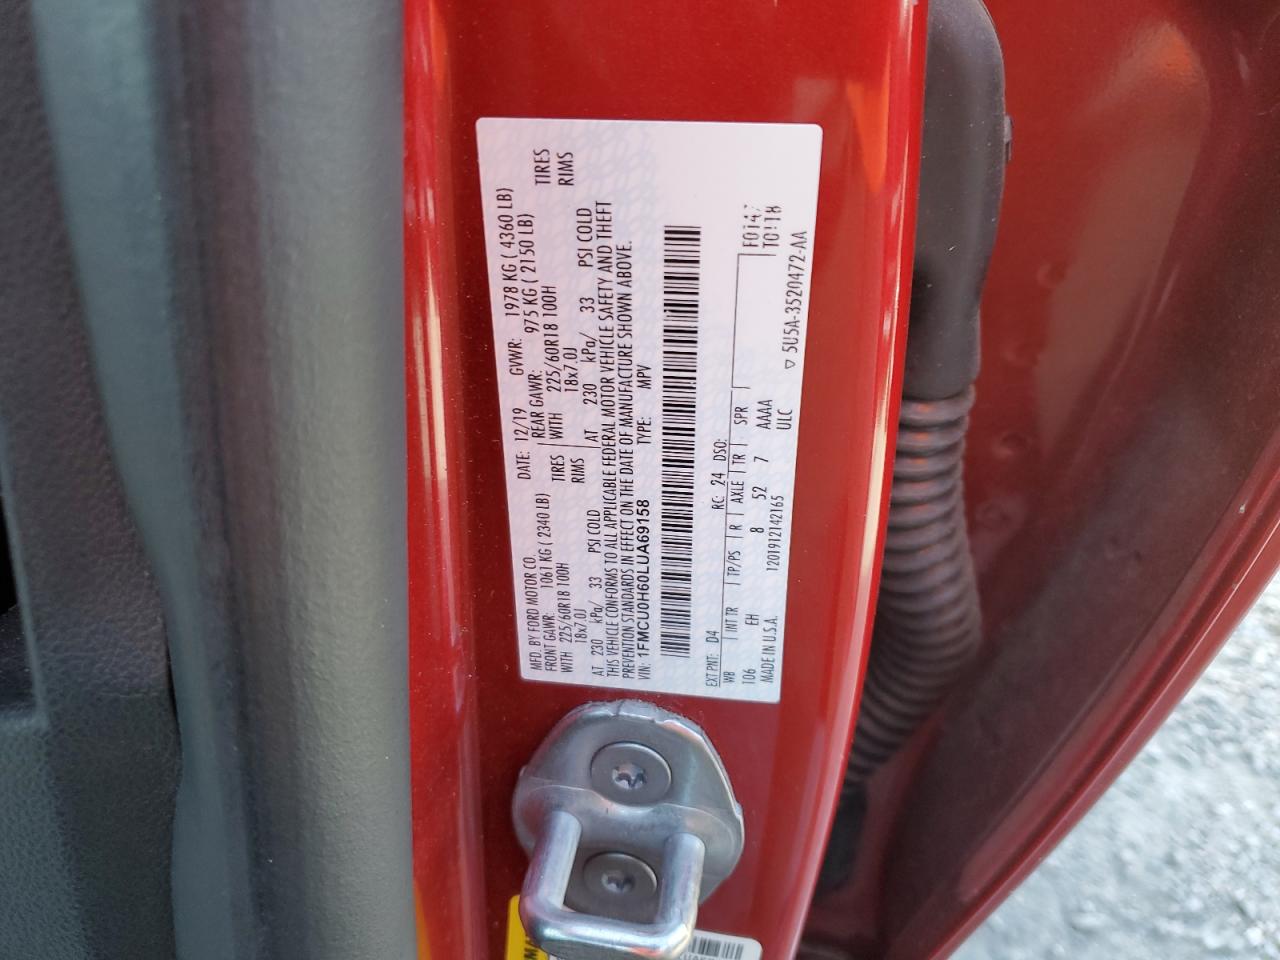 MFD. BY FORD MOTOR CO. DATE: 12/19 GVWR: 1978 KG ( 4360 LB)
FRONT GAWR: 1061 KG ( 2340 LB) REAR GAWR: 975 KG ( 2150 LB)
WITH 225/60R18 100H TIRES WITH 225/60R18 100H TIRES
18x7.0J RIMS 18x7.0J RIMS
AT 230 kPa/ 33 PSI COLD AT 230 kPa/ 33 PSI COLD
THIS VEHICLE CONFORMS TO ALL APPLICABLE FEDERAL MOTOR VEHICLE SAFETY AND THEFT
PREVENTION STANDARDS IN EFFECT ON THE DATE OF MANUFACTURE SHOWN ABOVE.
VIN: 1FMCU0H60LUA69158 TYPE: MPV
EXT PNT: D4 RC: 24 DSO:
WB INT TR TP/PS R AXLE TR SPR
106 EH 8 52 7 AAAA
MADE IN U.S.A. 1201912142165 ULC
F0147
T0118
5U5A-3520472-AA